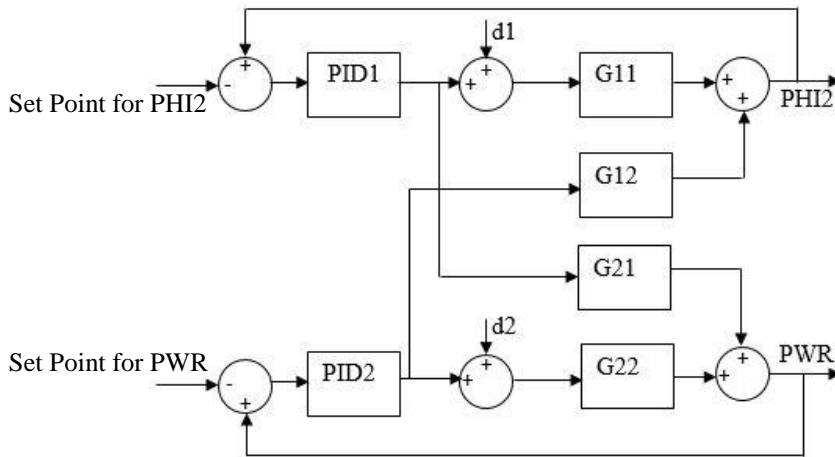 d1
+
PID1
+
G11
+
-
+
+
Set Point for PHI2
PHI2
+
G12
G21
d2
Set Point for PWR
+
PWR
-
PID2
+
G22
+
+
+